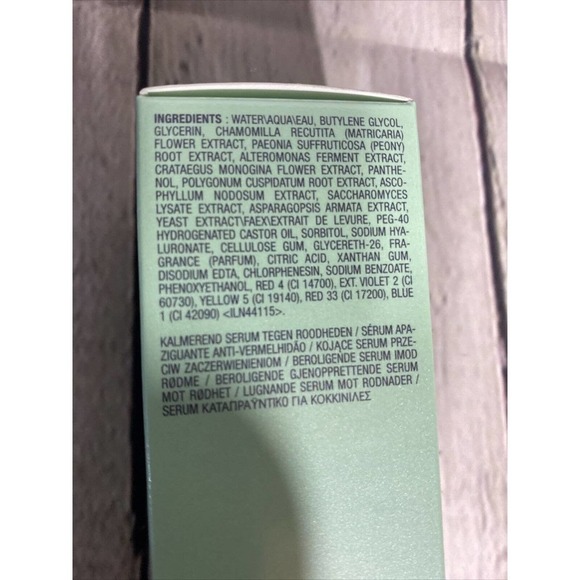 INGREDIENTS : WATER\AQUA\EAU, BUTYLENE GLYCOL,
GLYCERIN, CHAMOMILLA RECUTITA (MATRICARIA)
FLOWER EXTRACT, PAEONIA SUFFRUTICOSA (PEONY)
ROOT EXTRACT, ALTEROMONAS FERMENT EXTRACT,
CRATAEGUS MONOGINA FLOWER EXTRACT, PANTHE-
NOL, POLYGONUM CUSPIDATUM ROOT EXTRACT, ASCO-
PHYLLUM NODOSUM EXTRACT, SACCHAROMYCES
LYSATE EXTRACT, ASPARAGOPSIS ARMATA EXTRACT,
YEAST EXTRACT\FAEX\EXTRAIT DE LEVURE, PEG-40
HYDROGENATED CASTOR OIL, SORBITOL, SODIUM HYA-
LURONATE, CELLULOSE GUM, GLYCERETH-26, FRA-
GRANCE (PARFUM), CITRIC ACID, XANTHAN GUM,
DISODIUM EDTA, CHLORPHENESIN, SODIUM BENZOATE,
PHENOXYETHANOL, RED 4 (CI 14700), EXT. VIOLET 2 (CI
60730), YELLOW 5 (CI 19140), RED 33 (CI 17200), BLUE
1 (CI 42090) <ILN44115>.
KALMEREND SERUM TEGEN ROODHEDEN / SÉRUM APA-
ZIGUANTE ANTI-VERMELHIDÃO / KOJĄCE SERUM PRZE-
CIW ZACZERWIENIENIOM / BEROLIGENDE SERUM IMOD
RØDME / BEROLIGENDE GJENOPPRETTENDE SERUM
MOT RØDHET / LUGNANDE SERUM MOT RODNADER /
SERUM ΚΑΤΑΠΡΑΫΝΤΙΚΟ ΓΙΑ ΚΟΚΚΙΝΙΛΕΣ